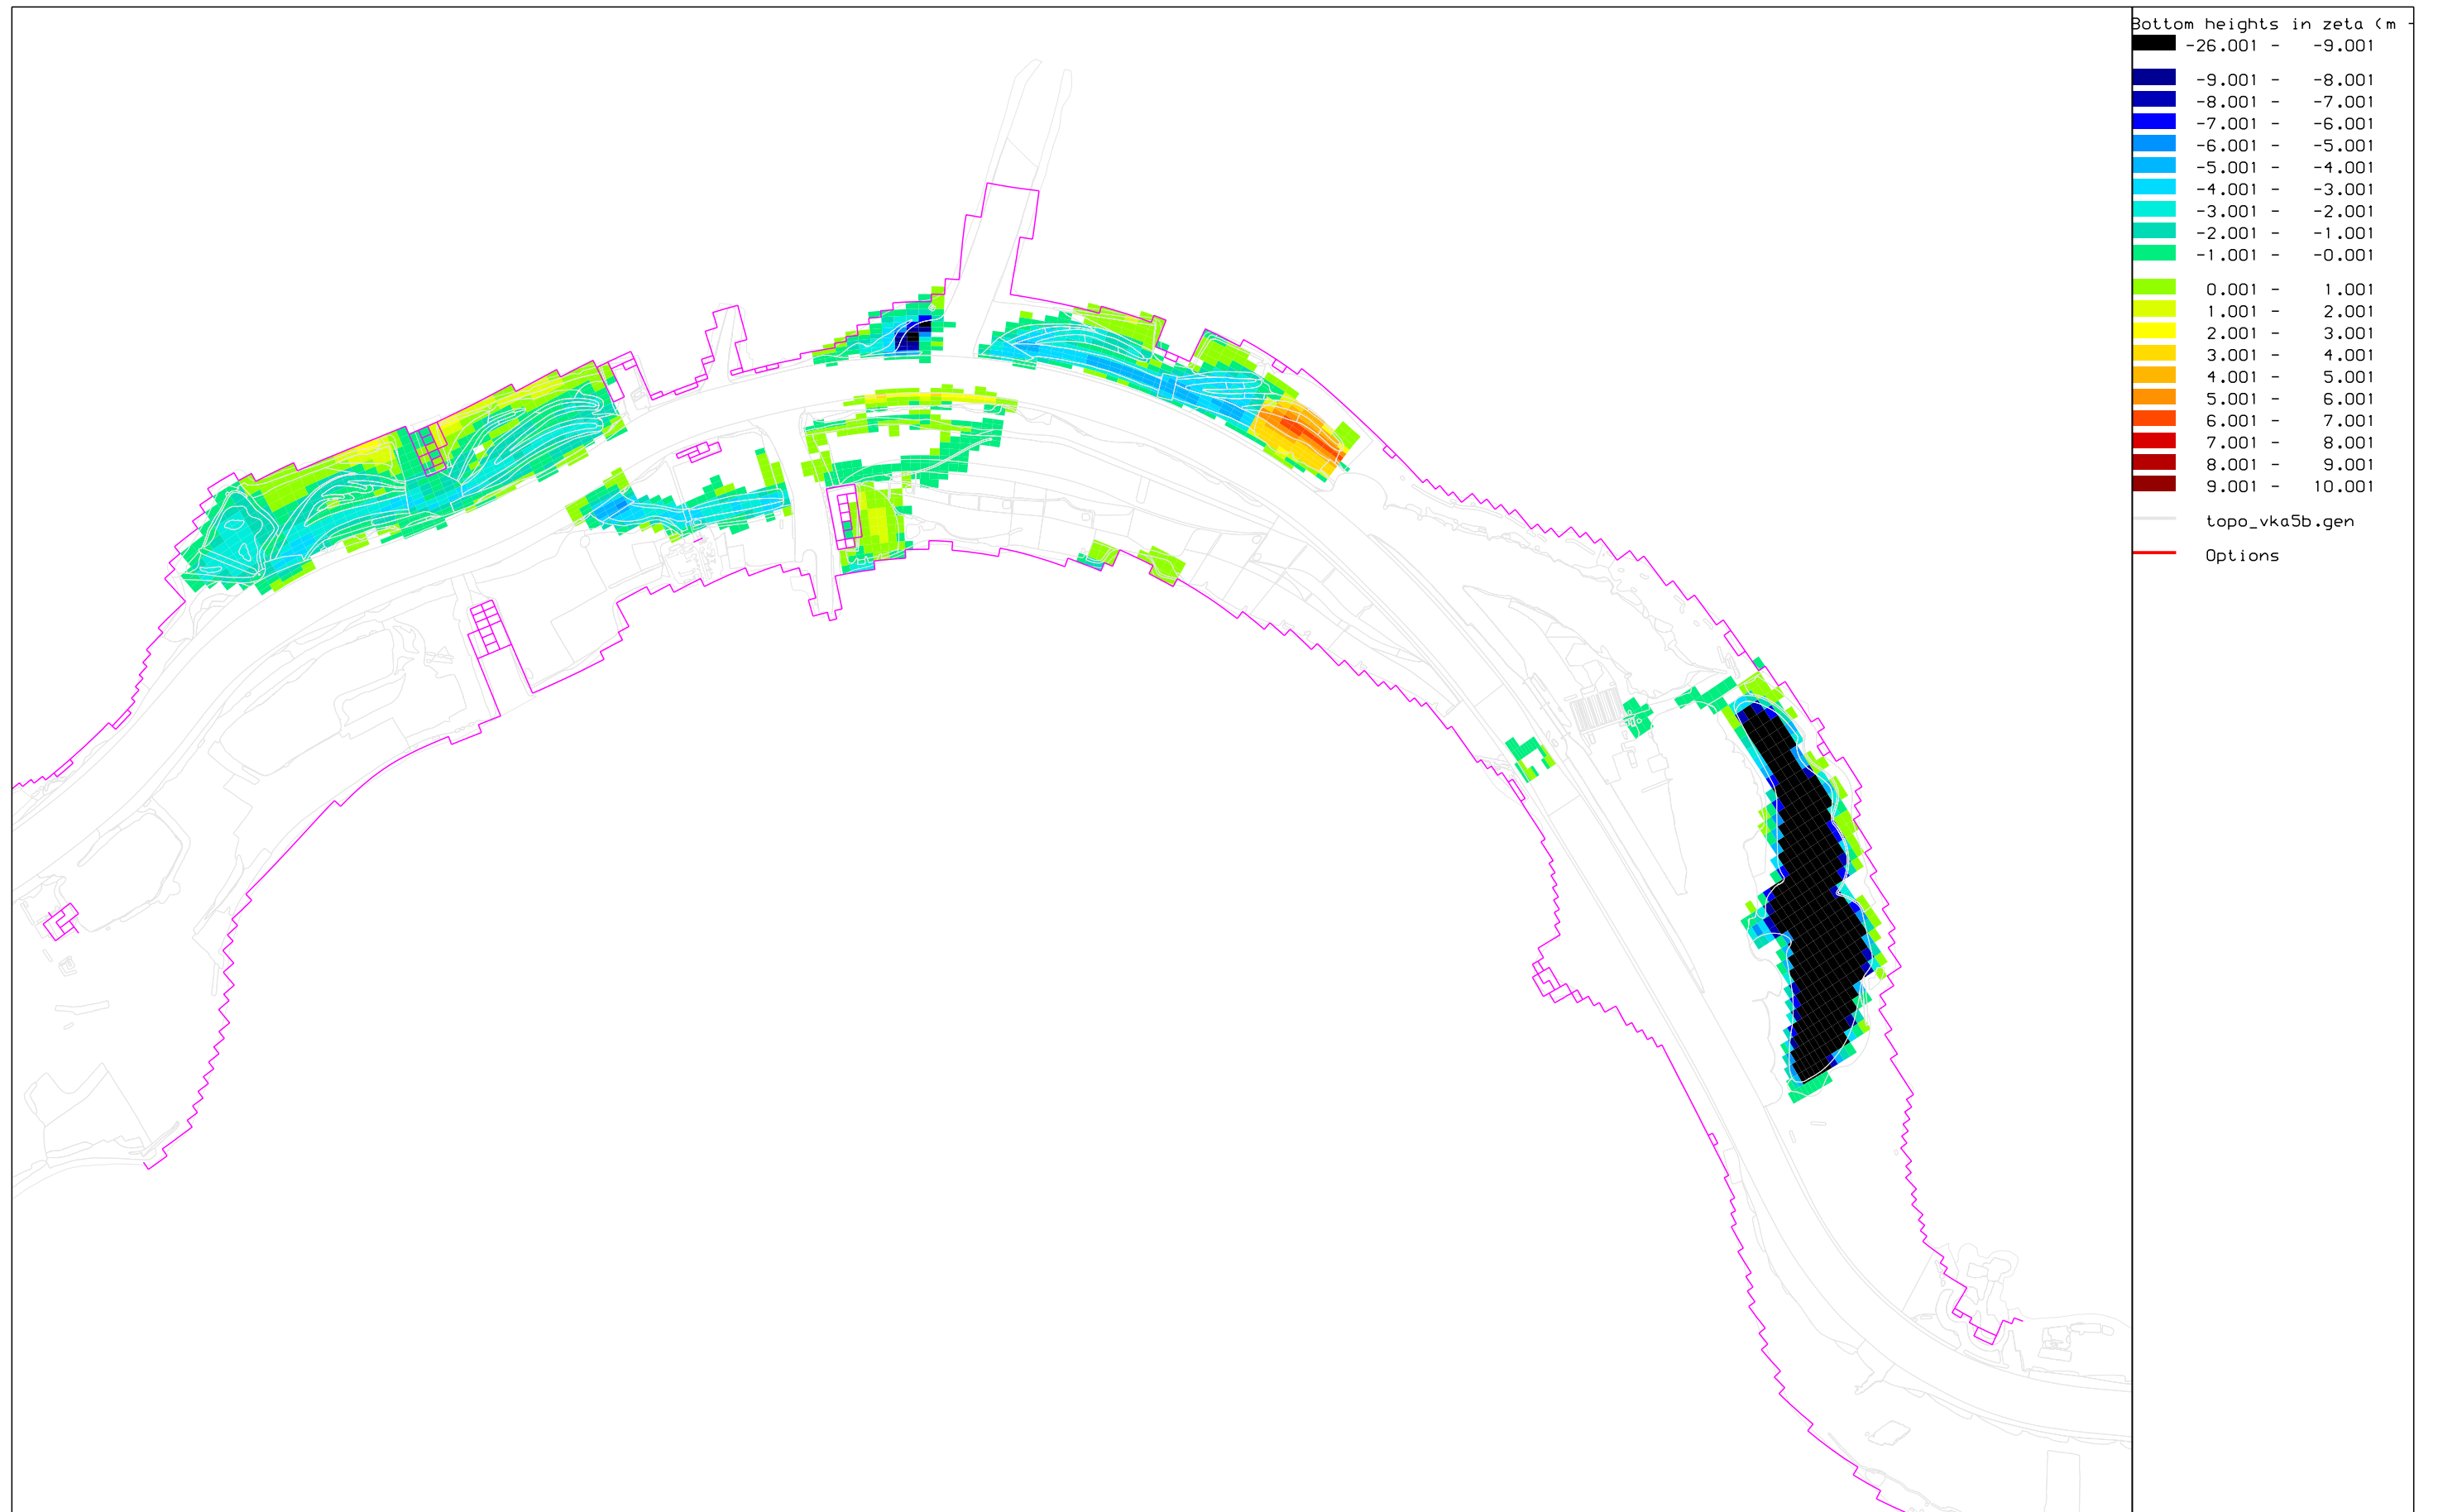 Bottom heights in zeta (m -
-26.001 - -9.001
-9.001 - -8.001
-8.001 - -7.001
-7.001 - -6.001
-6.001 - -5.001
-5.001 - -4.001
-4.001 - -3.001
-3.001 - -2.001
-2.001 - -1.001
-1.001 - -0.001
0.001 - 1.001
1.001 - 2.001
2.001 - 3.001
3.001 - 4.001
4.001 - 5.001
5.001 - 6.001
6.001 - 7.001
7.001 - 8.001
8.001 - 9.001
9.001 - 10.001
topo_vka5b.gen
Options